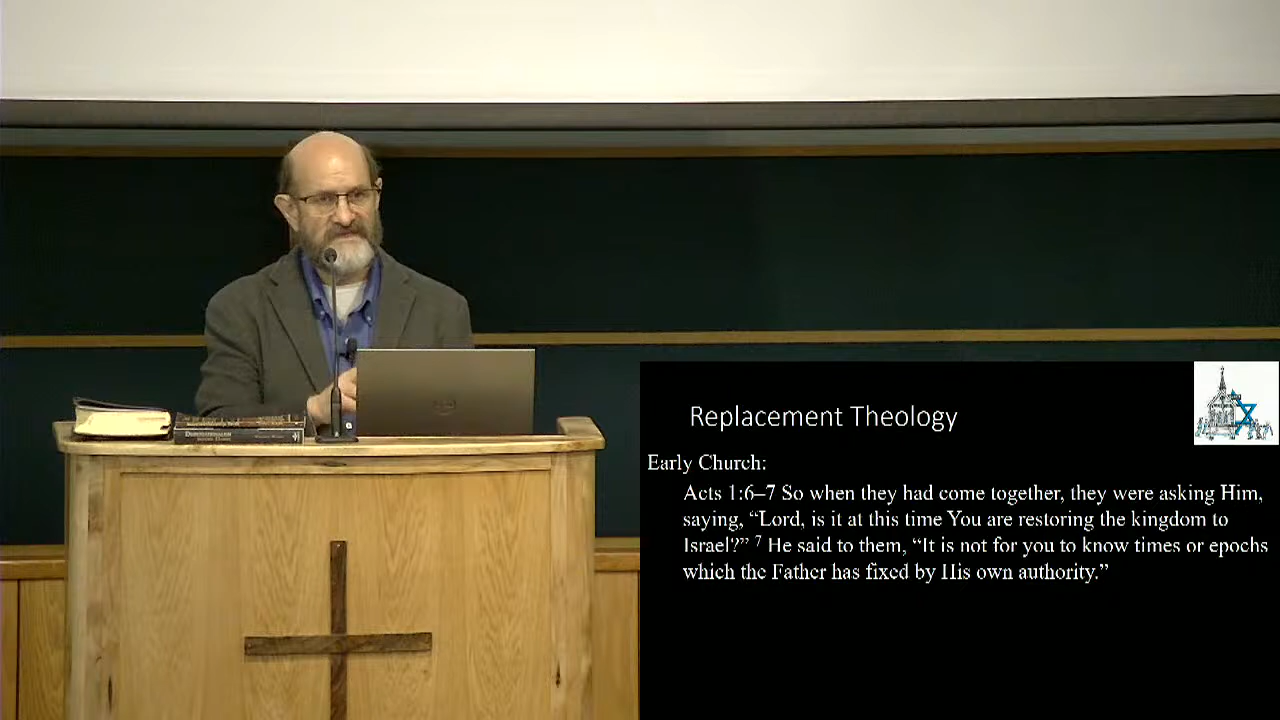 Replacement Theology
Early Church:
Acts 1:6–7 So when they had come together, they were asking Him,
saying, “Lord, is it at this time You are restoring the kingdom to
Israel?” 7 He said to them, “It is not for you to know times or epochs
which the Father has fixed by His own authority.”